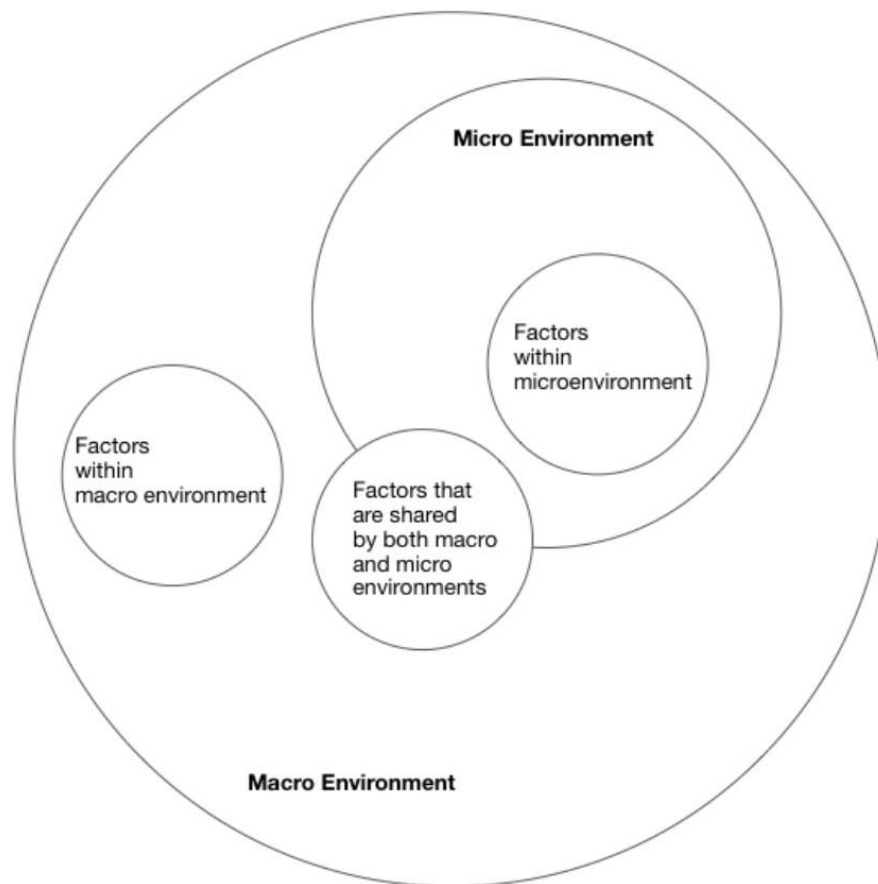 Micro Environment
Factors
within
microenvironment
Factors
within
macro environment
Factors that
are shared
by both macro
and micro
environments
Macro Environment